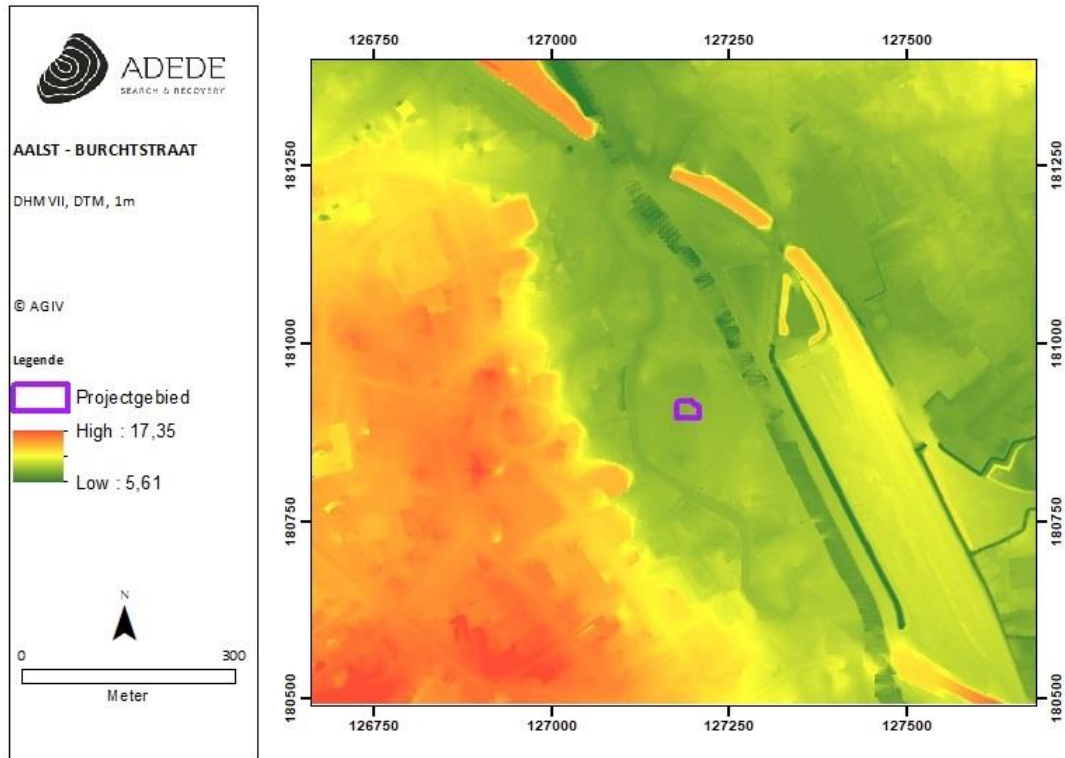 ADEDE
SEARCH & RECOVERY
AALST - BURCHTSTRAAT
DHM VII, DTM, 1m
© AGIV
Legende
Projectgebied
High : 17,35
Low : 5,61
N
0 300
Meter
126750 127000 127250 127500
181250 181250
181000 181000
180750 180750
180500 180500
126750 127000 127250 127500